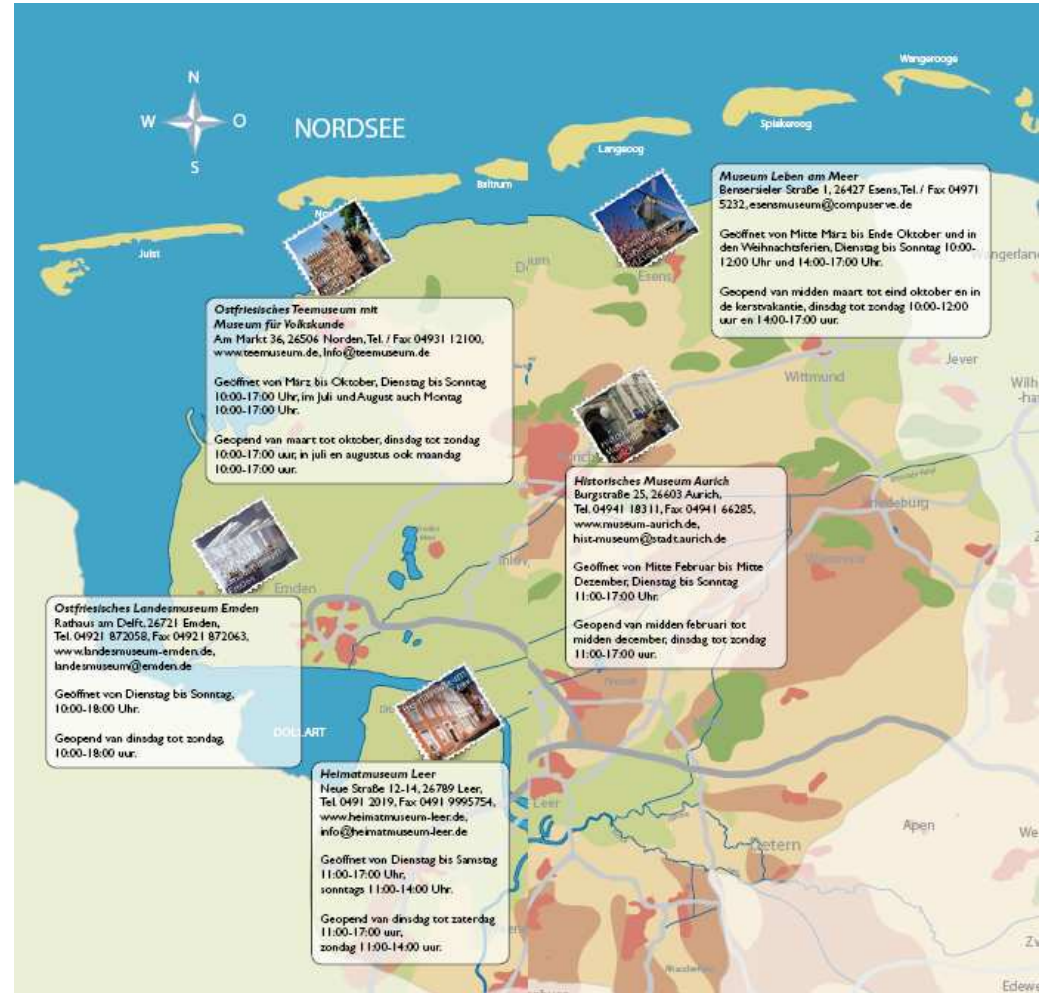 Wangerooge
Spiekeroog
Langeoog
Baltrum
Juist
N
W
O
S
NORDSEE
Museum Leben am Meer
Bensersieler Straße 1, 26427 Esens, Tel. / Fax 04971
5232, esensmuseum@compuserve.de
Geöffnet von Mitte März bis Ende Oktober und in
den Weihnachtsferien, Dienstag bis Sonntag 10:00-
12:00 Uhr und 14:00-17:00 Uhr.
Geopend van midden maart tot eind oktober en in
de kerstvakantie, dinsdag tot zondag 10:00-12:00
uur en 14:00-17:00 uur.
Esens
Ostfriesisches Teemuseum mit
Museum für Volkskunde
Am Markt 36, 26506 Norden, Tel. / Fax 04931 12100,
www.teemuseum.de, Info@teemuseum.de
Geöffnet von März bis Oktober, Dienstag bis Sonntag
10:00-17:00 Uhr, im Juli und August auch Montag
10:00-17:00 Uhr.
Geopend van maart tot oktober, dinsdag tot zondag
10:00-17:00 uur, in juli en augustus ook maandag
10:00-17:00 uur.
Jever
Wittmund
Historisches Museum Aurich
Burgstraße 25, 26603 Aurich,
Tel. 04941 18311, Fax 04941 66285,
www.museum-aurich.de,
hist-museum@stadt.aurich.de
Geöffnet von Mitte Februar bis Mitte
Dezember, Dienstag bis Sonntag
11:00-17:00 Uhr.
Geopend van midden februari tot
midden december, dinsdag tot zondag
11:00-17:00 uur.
Emden
Ostfriesisches Landesmuseum Emden
Rathaus am Delft, 26721 Emden,
Tel. 04921 872058, Fax 04921 872063,
www.landesmuseum-emden.de,
landesmuseum@emden.de
Geöffnet von Dienstag bis Sonntag,
10:00-18:00 Uhr.
Geopend van dinsdag tot zondag,
10:00-18:00 uur.
DOLLART
Heimatmuseum Leer
Neue Straße 12-14, 26789 Leer,
Tel. 0491 2019, Fax 0491 9995754,
www.heimatmuseum-leer.de,
info@heimatmuseum-leer.de
Geöffnet von Dienstag bis Samstag
11:00-17:00 Uhr,
sonntags 11:00-14:00 Uhr.
Geopend van dinsdag tot zaterdag
11:00-17:00 uur,
zondag 11:00-14:00 uur.
Leer
Apen
Detern